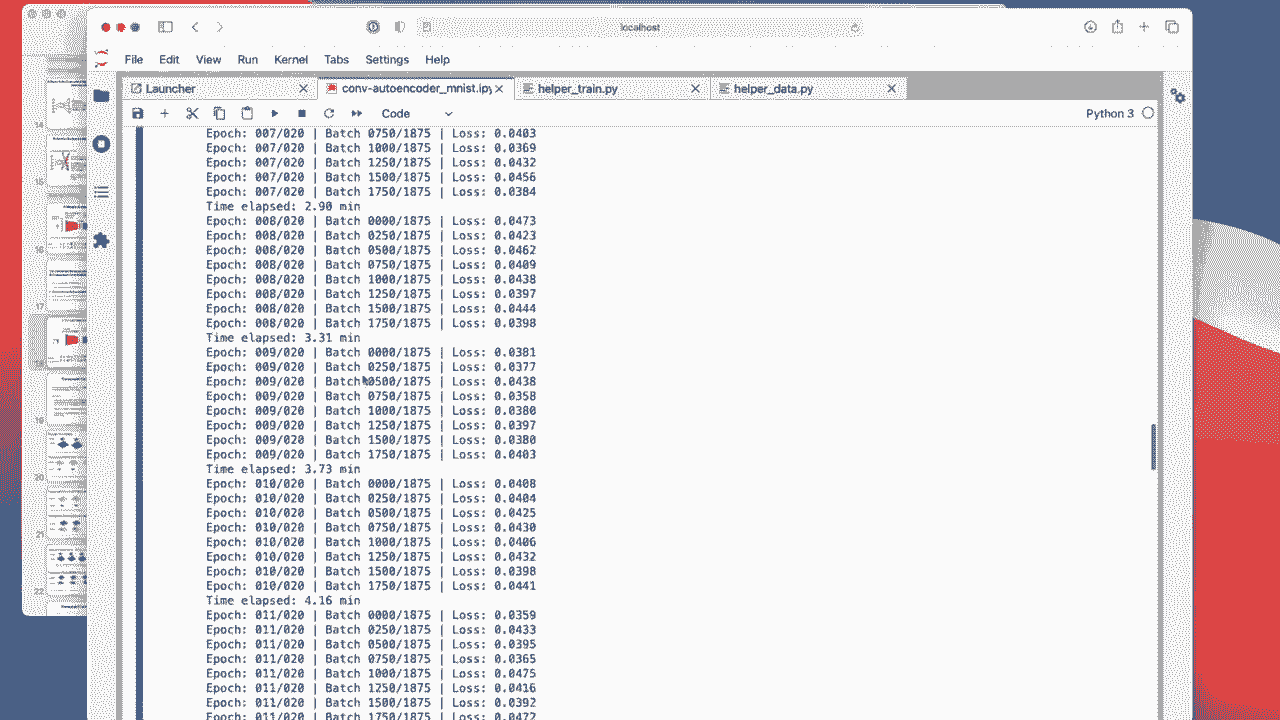 localhost
File Edit View Run Kernel Tabs Settings Help
Launcher conv-autoencoder_mnist.ipy helper_train.py helper_data.py
Code Python 3
Epoch: 007/020 | Batch 0750/1875 | Loss: 0.0403
Epoch: 007/020 | Batch 1000/1875 | Loss: 0.0369
Epoch: 007/020 | Batch 1250/1875 | Loss: 0.0432
Epoch: 007/020 | Batch 1500/1875 | Loss: 0.0456
Epoch: 007/020 | Batch 1750/1875 | Loss: 0.0384
Time elapsed: 2.90 min
Epoch: 008/020 | Batch 0000/1875 | Loss: 0.0473
Epoch: 008/020 | Batch 0250/1875 | Loss: 0.0423
Epoch: 008/020 | Batch 0500/1875 | Loss: 0.0462
Epoch: 008/020 | Batch 0750/1875 | Loss: 0.0409
Epoch: 008/020 | Batch 1000/1875 | Loss: 0.0438
Epoch: 008/020 | Batch 1250/1875 | Loss: 0.0397
Epoch: 008/020 | Batch 1500/1875 | Loss: 0.0444
Epoch: 008/020 | Batch 1750/1875 | Loss: 0.0398
Time elapsed: 3.31 min
Epoch: 009/020 | Batch 0000/1875 | Loss: 0.0381
Epoch: 009/020 | Batch 0250/1875 | Loss: 0.0377
Epoch: 009/020 | Batch 0500/1875 | Loss: 0.0438
Epoch: 009/020 | Batch 0750/1875 | Loss: 0.0358
Epoch: 009/020 | Batch 1000/1875 | Loss: 0.0380
Epoch: 009/020 | Batch 1250/1875 | Loss: 0.0397
Epoch: 009/020 | Batch 1500/1875 | Loss: 0.0380
Epoch: 009/020 | Batch 1750/1875 | Loss: 0.0403
Time elapsed: 3.73 min
Epoch: 010/020 | Batch 0000/1875 | Loss: 0.0408
Epoch: 010/020 | Batch 0250/1875 | Loss: 0.0404
Epoch: 010/020 | Batch 0500/1875 | Loss: 0.0425
Epoch: 010/020 | Batch 0750/1875 | Loss: 0.0430
Epoch: 010/020 | Batch 1000/1875 | Loss: 0.0406
Epoch: 010/020 | Batch 1250/1875 | Loss: 0.0432
Epoch: 010/020 | Batch 1500/1875 | Loss: 0.0398
Epoch: 010/020 | Batch 1750/1875 | Loss: 0.0441
Time elapsed: 4.16 min
Epoch: 011/020 | Batch 0000/1875 | Loss: 0.0359
Epoch: 011/020 | Batch 0250/1875 | Loss: 0.0433
Epoch: 011/020 | Batch 0500/1875 | Loss: 0.0395
Epoch: 011/020 | Batch 0750/1875 | Loss: 0.0365
Epoch: 011/020 | Batch 1000/1875 | Loss: 0.0475
Epoch: 011/020 | Batch 1250/1875 | Loss: 0.0416
Epoch: 011/020 | Batch 1500/1875 | Loss: 0.0392
Epoch: 011/020 | Batch 1750/1875 | Loss: 0.0472